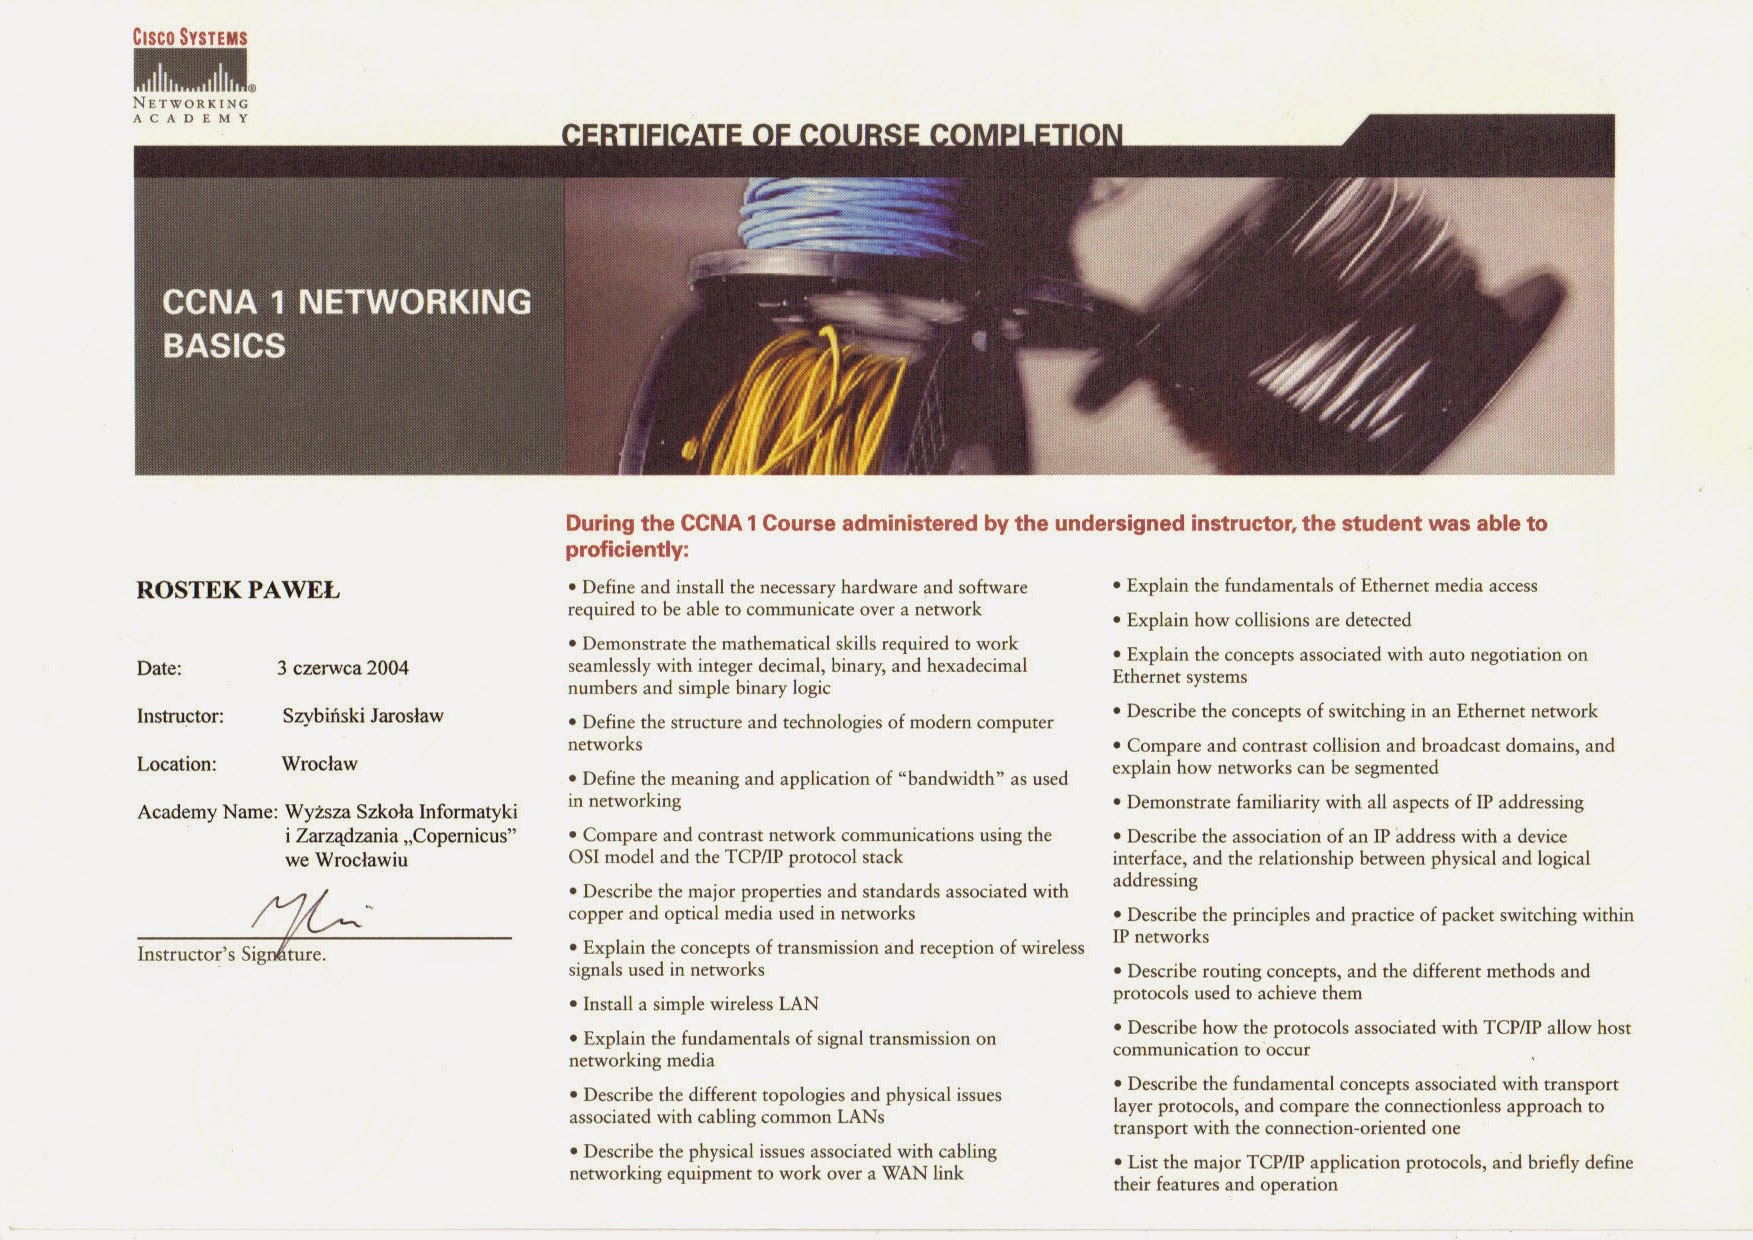 CISCO SYSTEMS
NETWORKING
ACADEMY
CERTIFICATE OF COURSE COMPLETION
CCNA 1 NETWORKING
BASICS
ROSTEK PAWEŁ
Date: 3 czerwca 2004
Instructor: Szybiński Jarosław
Location: Wrocław
Academy Name: Wyższa Szkoła Informatyki
i Zarządzania „Copernicus”
we Wrocławiu
Instructor's Signature.
During the CCNA 1 Course administered by the undersigned instructor, the student was able to
proficiently:
• Define and install the necessary hardware and software
required to be able to communicate over a network
• Demonstrate the mathematical skills required to work
seamlessly with integer decimal, binary, and hexadecimal
numbers and simple binary logic
• Define the structure and technologies of modern computer
networks
• Define the meaning and application of “bandwidth” as used
in networking
• Compare and contrast network communications using the
OSI model and the TCP/IP protocol stack
• Describe the major properties and standards associated with
copper and optical media used in networks
• Explain the concepts of transmission and reception of wireless
signals used in networks
• Install a simple wireless LAN
• Explain the fundamentals of signal transmission on
networking media
• Describe the different topologies and physical issues
associated with cabling common LANs
• Describe the physical issues associated with cabling
networking equipment to work over a WAN link
• Explain the fundamentals of Ethernet media access
• Explain how collisions are detected
• Explain the concepts associated with auto negotiation on
Ethernet systems
• Describe the concepts of switching in an Ethernet network
• Compare and contrast collision and broadcast domains, and
explain how networks can be segmented
• Demonstrate familiarity with all aspects of IP addressing
• Describe the association of an IP address with a device
interface, and the relationship between physical and logical
addressing
• Describe the principles and practice of packet switching within
IP networks
• Describe routing concepts, and the different methods and
protocols used to achieve them
• Describe how the protocols associated with TCP/IP allow host
communication to occur
• Describe the fundamental concepts associated with transport
layer protocols, and compare the connectionless approach to
transport with the connection-oriented one
• List the major TCP/IP application protocols, and briefly define
their features and operation